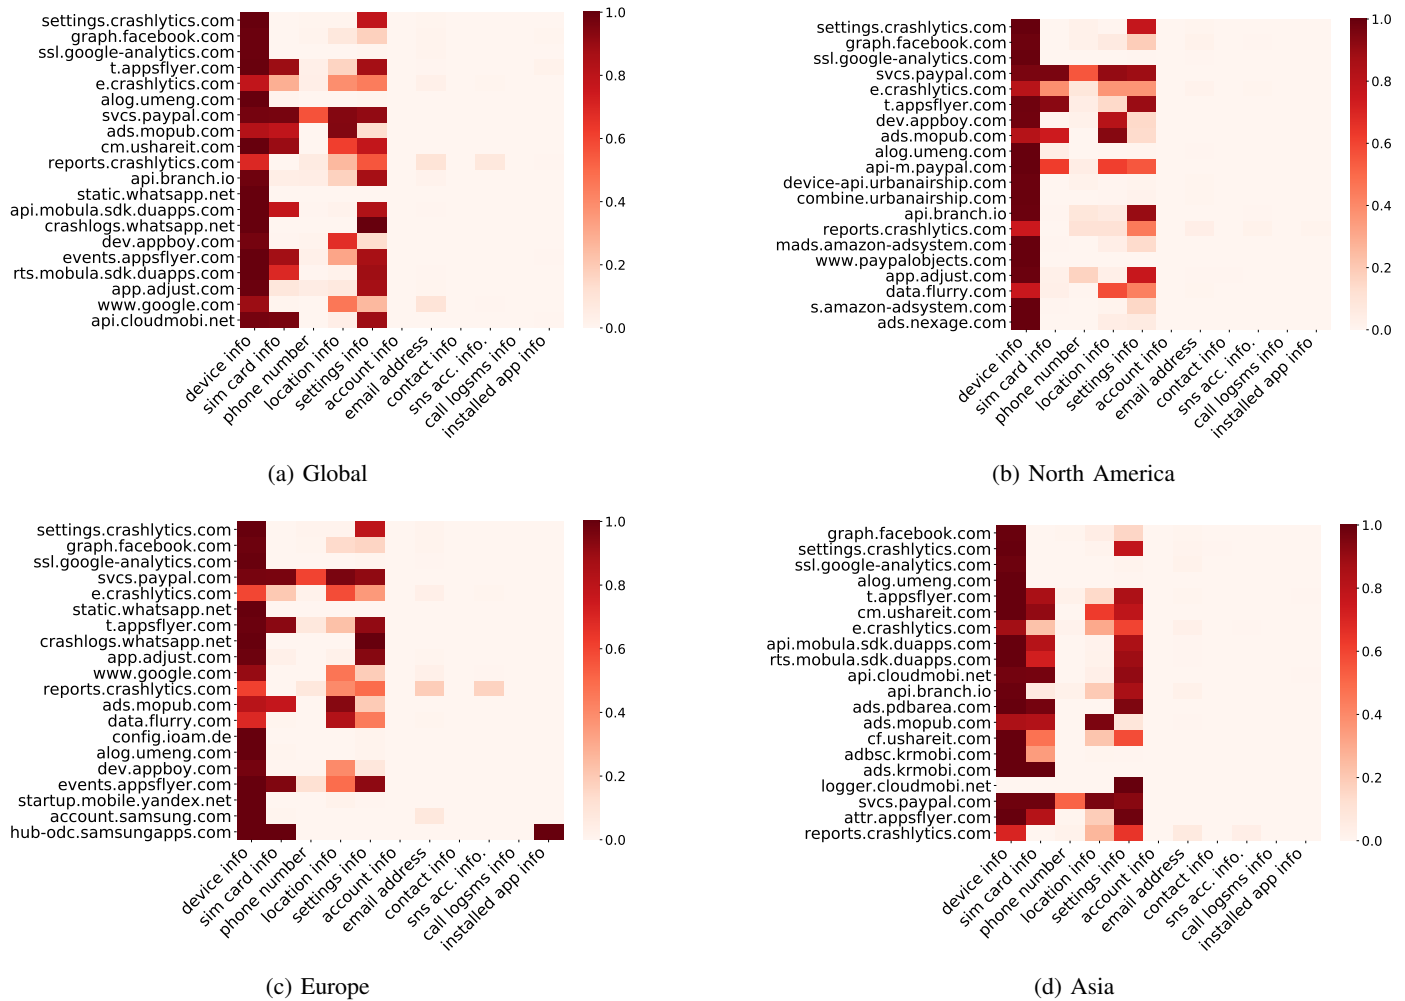 settings.crashlytics.com
graph.facebook.com
ssl.google-analytics.com
t.appsflyer.com
e.crashlytics.com
alog.umeng.com
svcs.paypal.com
ads.mopub.com
cm.ushareit.com
reports.crashlytics.com
api.branch.io
static.whatsapp.net
api.mobula.sdk.duapps.com
crashlogs.whatsapp.net
dev.appboy.com
events.appsflyer.com
rts.mobula.sdk.duapps.com
app.adjust.com
www.google.com
api.cloudmobi.net
1.0
0.8
0.6
0.4
0.2
0.0
device info
sim card info
phone number
location info
settings info
account info
email address
contact info
sns acc. info.
call logsms info
installed app info
(a) Global
settings.crashlytics.com
graph.facebook.com
ssl.google-analytics.com
svcs.paypal.com
e.crashlytics.com
t.appsflyer.com
dev.appboy.com
ads.mopub.com
alog.umeng.com
api-m.paypal.com
device-api.urbanairship.com
combine.urbanairship.com
api.branch.io
reports.crashlytics.com
mads.amazon-adsystem.com
www.paypalobjects.com
app.adjust.com
data.flurry.com
s.amazon-adsystem.com
ads.nexage.com
1.0
0.8
0.6
0.4
0.2
0.0
device info
sim card info
phone number
location info
settings info
account info
email address
contact info
sns acc. info.
call logsms info
installed app info
(b) North America
settings.crashlytics.com
graph.facebook.com
ssl.google-analytics.com
svcs.paypal.com
e.crashlytics.com
static.whatsapp.net
t.appsflyer.com
crashlogs.whatsapp.net
app.adjust.com
www.google.com
reports.crashlytics.com
ads.mopub.com
data.flurry.com
config.ioam.de
alog.umeng.com
dev.appboy.com
events.appsflyer.com
startup.mobile.yandex.net
account.samsung.com
hub-odc.samsungapps.com
1.0
0.8
0.6
0.4
0.2
0.0
device info
sim card info
phone number
location info
settings info
account info
email address
contact info
sns acc. info.
call logsms info
installed app info
(c) Europe
graph.facebook.com
settings.crashlytics.com
ssl.google-analytics.com
alog.umeng.com
t.appsflyer.com
cm.ushareit.com
e.crashlytics.com
api.mobula.sdk.duapps.com
rts.mobula.sdk.duapps.com
api.cloudmobi.net
api.branch.io
ads.pdbarea.com
ads.mopub.com
cf.ushareit.com
adbsc.krmobi.com
ads.krmobi.com
logger.cloudmobi.net
svcs.paypal.com
attr.appsflyer.com
reports.crashlytics.com
1.0
0.8
0.6
0.4
0.2
0.0
device info
sim card info
phone number
location info
settings info
account info
email address
contact info
sns acc. info.
call logsms info
installed app info
(d) Asia